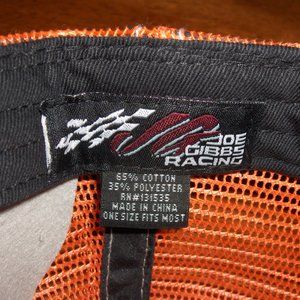 JOE
GIBBS
RACING
65% COTTON
35% POLYESTER
RN#131535
MADE IN CHINA
ONE SIZE FITS MOST